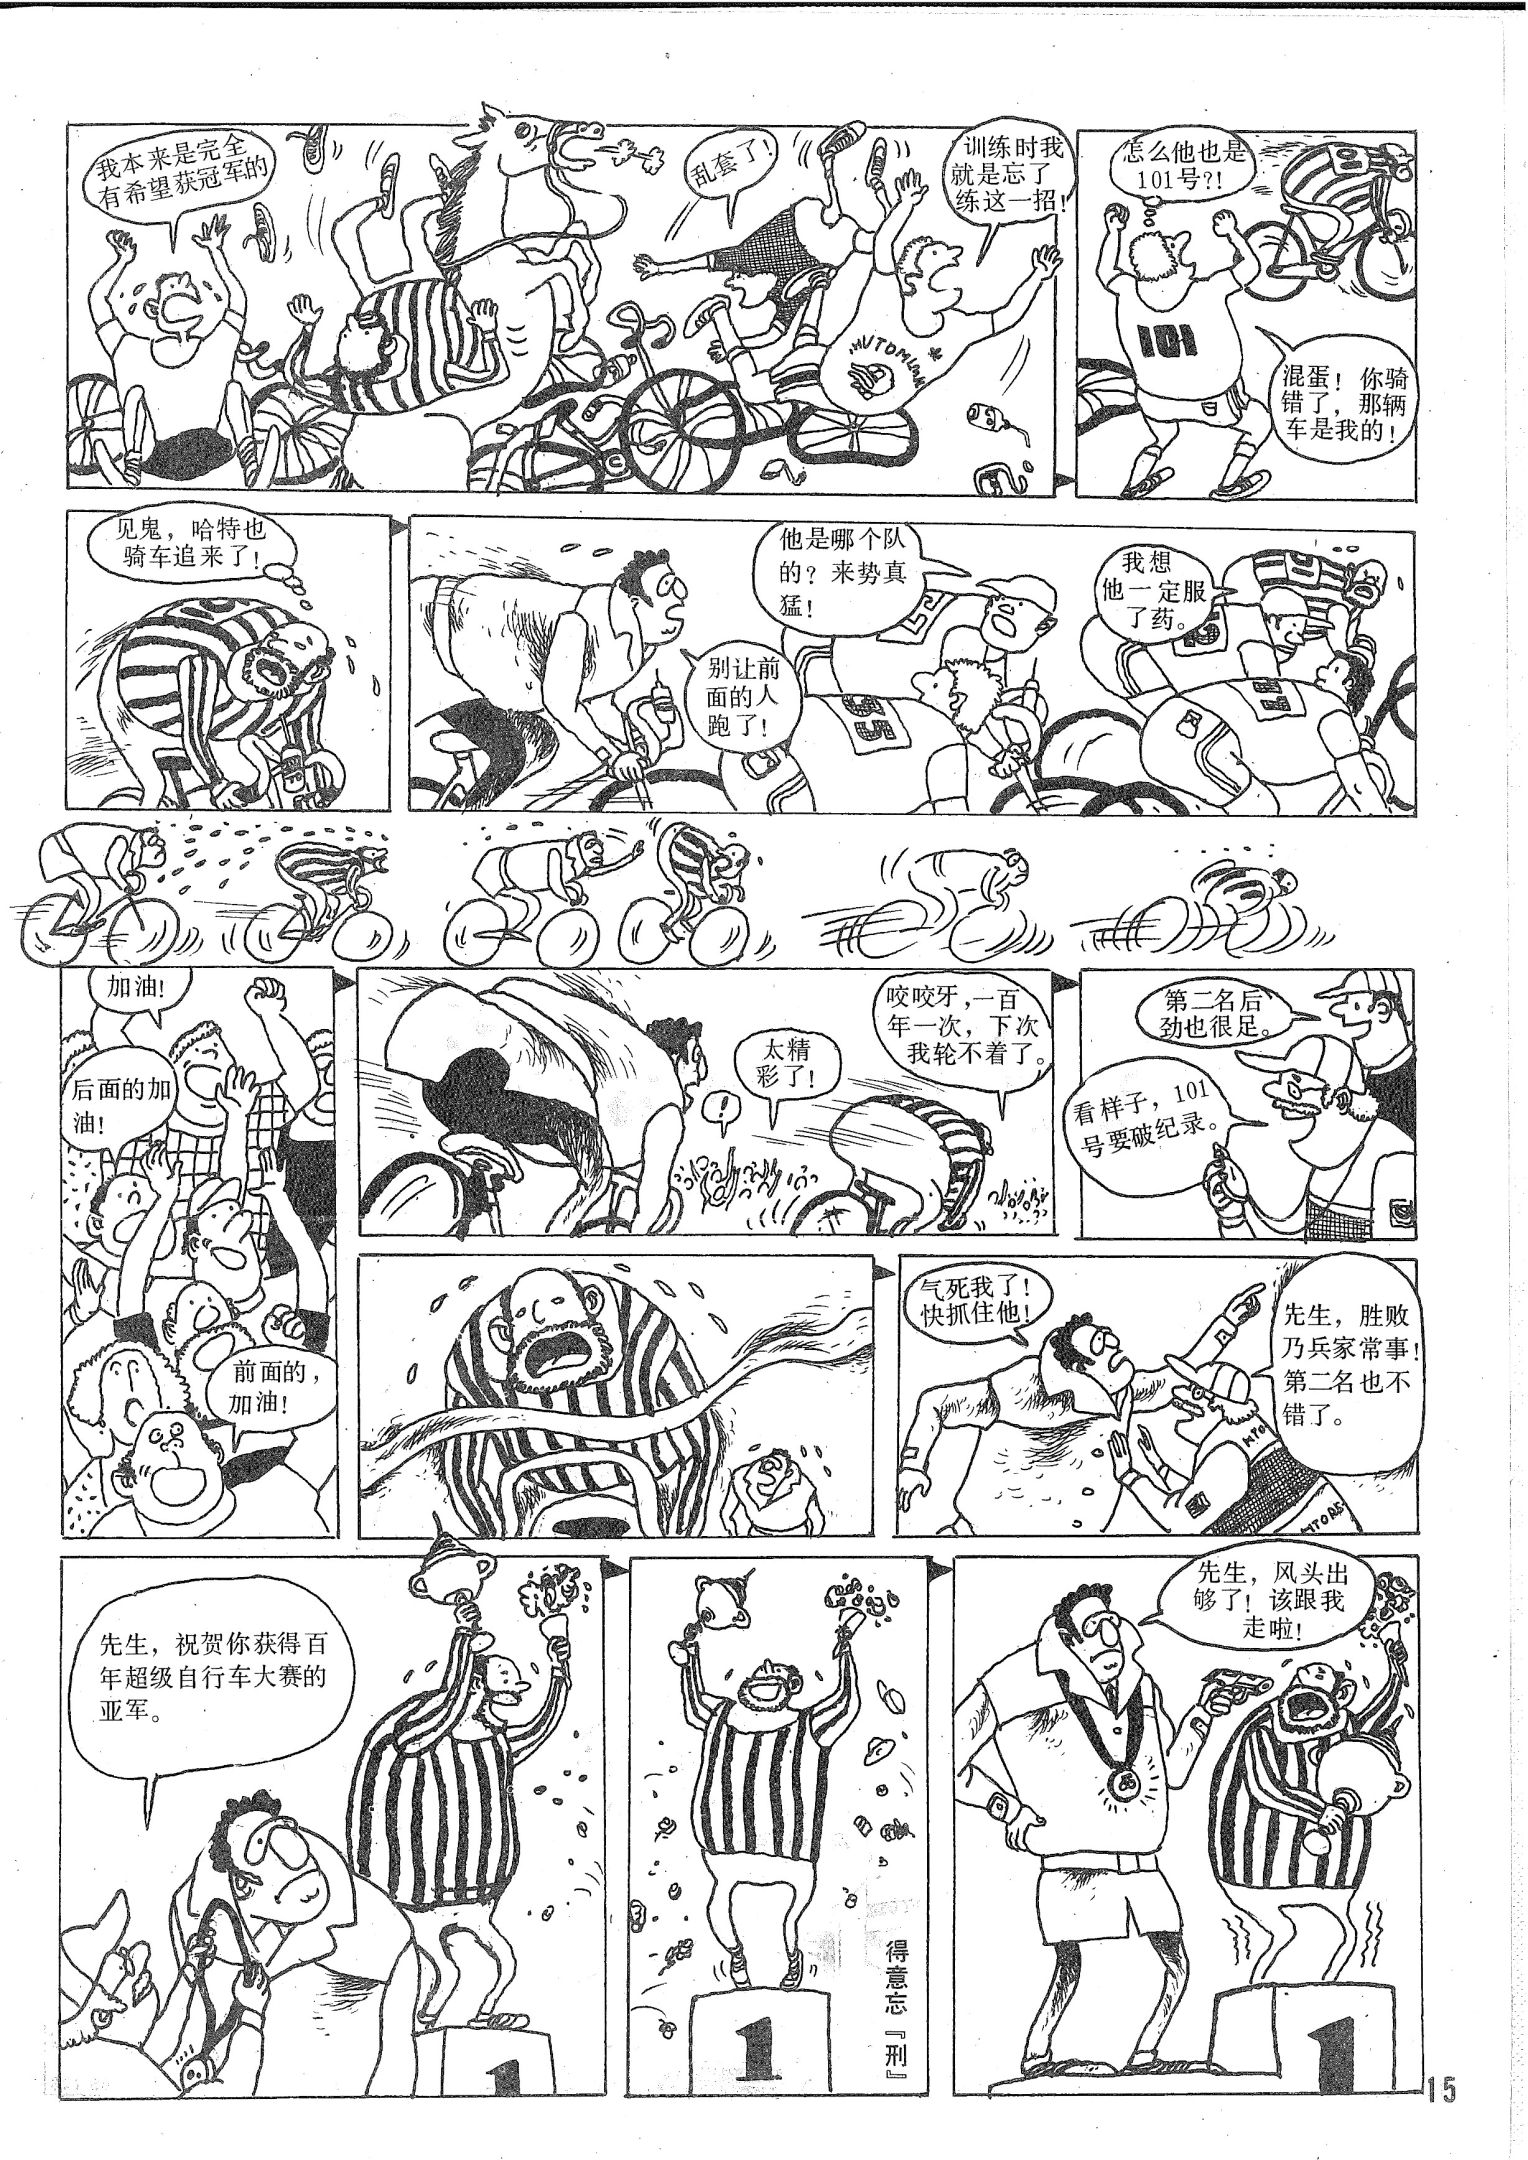 我本来是完全
有希望获冠军的
乱套了!
训练时我
就是忘了
练这一招!
怎么他也是
101号?!
101
混蛋! 你骑
错了, 那辆
车是我的!
见鬼, 哈特也
骑车追来了!
别让前
面的人
跑了!
他是哪个队
的? 来势真
猛!
我想
他一定服
了药。
加油!
后面的加
油!
前面的,
加油!
!
太精
彩了!
咬咬牙, 一百
年一次, 下次
我轮不着了。
第二名后
劲也很足。
看样子, 101
号要破纪录。
气死我了!
快抓住他!
先生, 胜败
乃兵家常事!
第二名也不
错了。
先生, 祝贺你获得百
年超级自行车大赛的
亚军。
1
1
得意忘『刑』
先生, 风头出
够了! 该跟我
走啦!
1
15